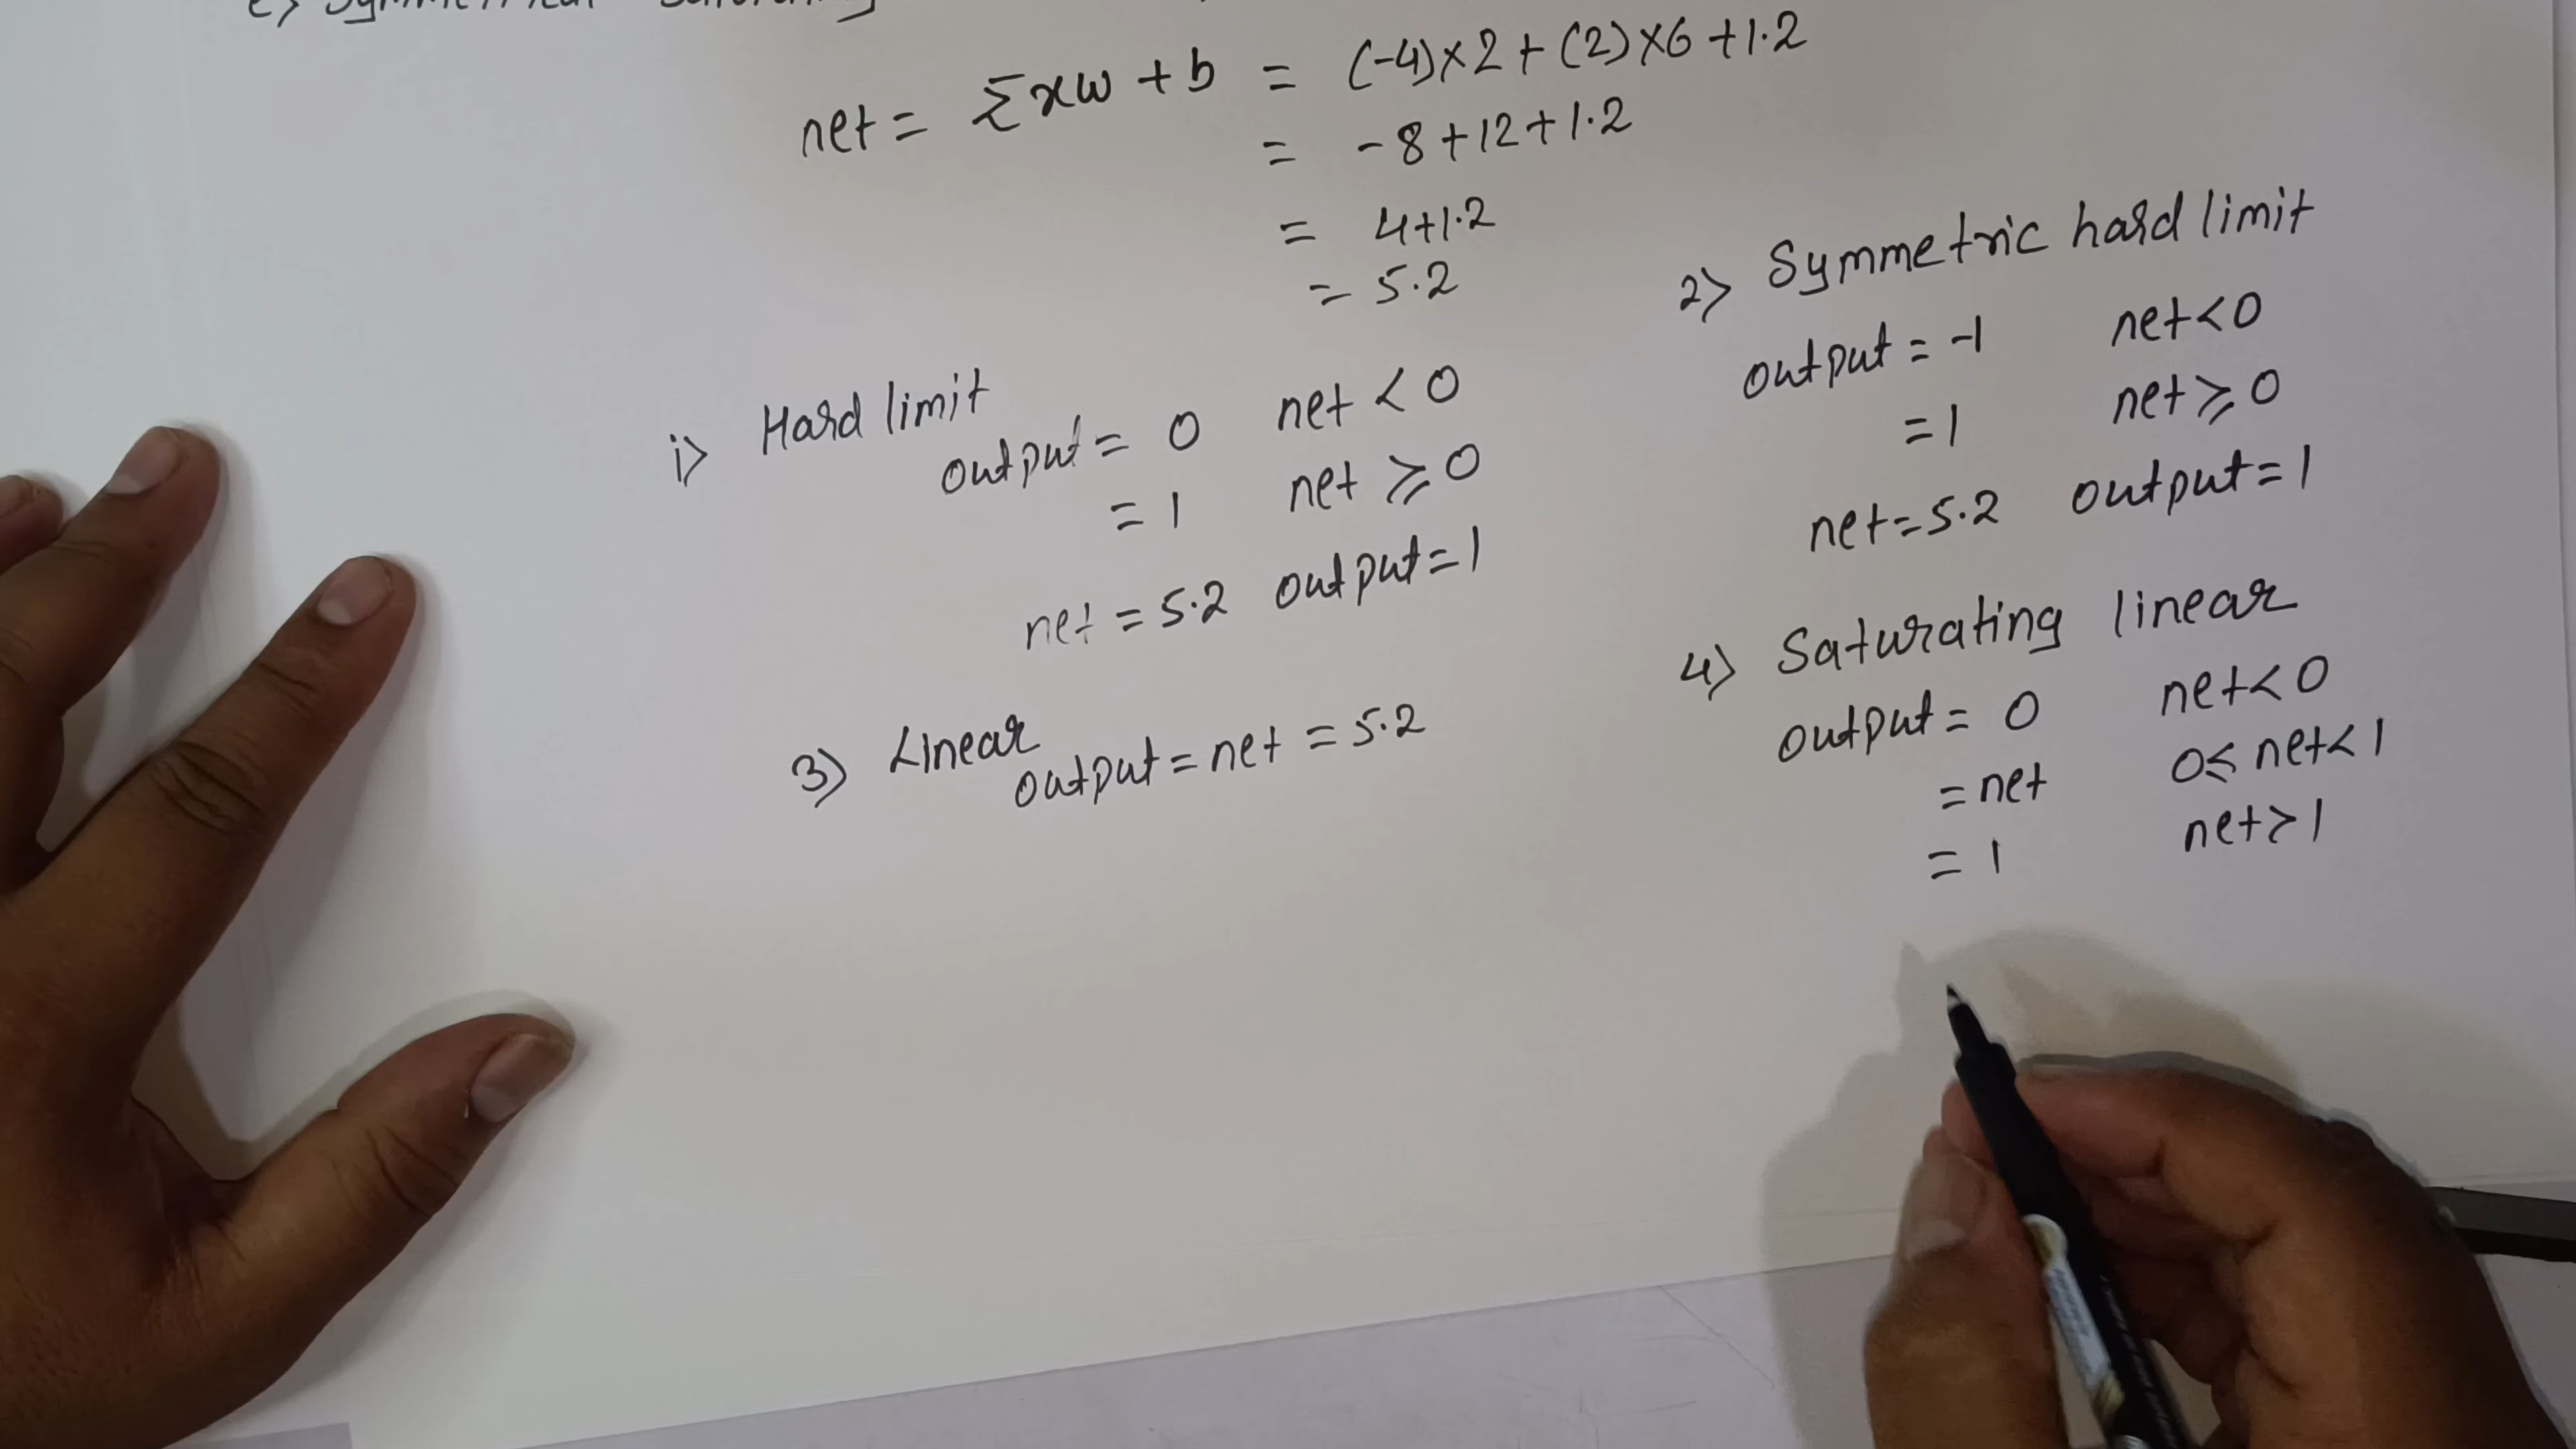 e> Symmetrical
net = Σxw + b = (-4)×2 + (2)×6 + 1.2
= -8 + 12 + 1.2
= 4+1.2
= 5.2
i> Hard limit
output = 0 net < 0
= 1 net ⩾ 0
net = 5.2 output = 1
2> Symmetric hard limit
output = -1 net < 0
= 1 net ⩾ 0
net = 5.2 output = 1
3> Linear
output = net = 5.2
4> Saturating linear
output = 0 net < 0
= net 0 ⩽ net < 1
= 1 net > 1